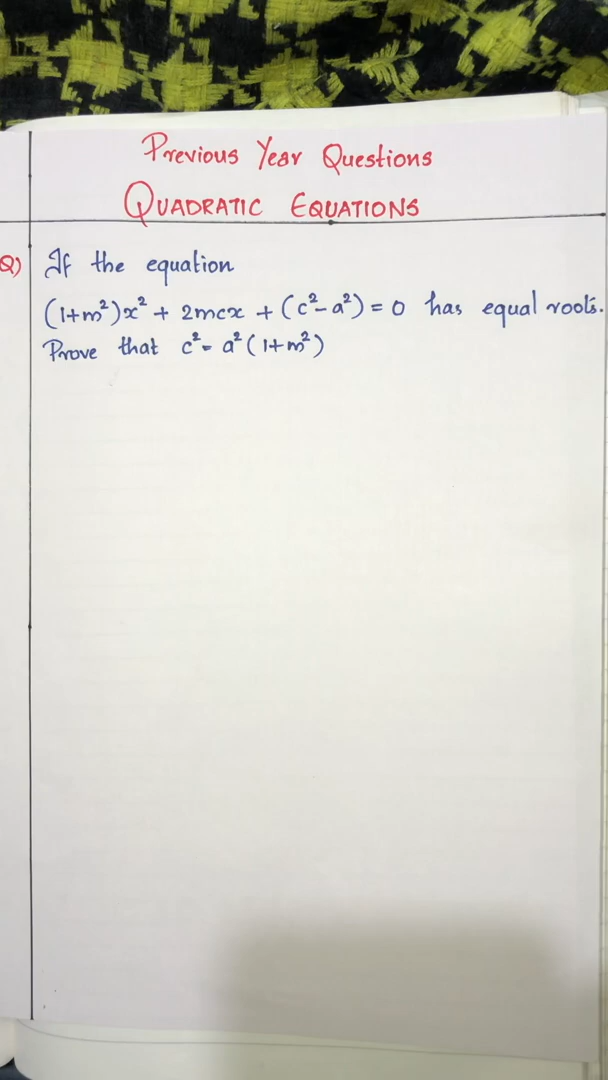 Previous Year Questions
QUADRATIC EQUATIONS
Q) If the equation
(1+m²)x² + 2mcx + (c²-a²) = 0 has equal roots.
Prove that c² = a² (1+m²)